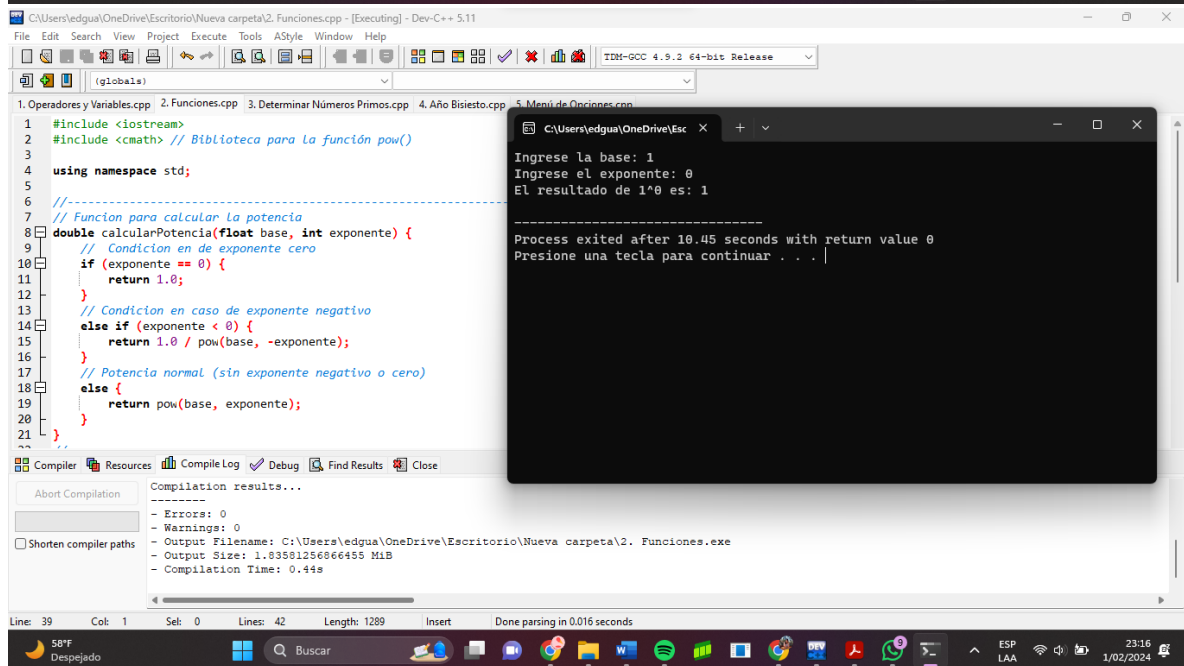 C:\Users\edgua\OneDrive\Escritorio\Nueva carpeta\2. Funciones.cpp - [Executing] - Dev-C++ 5.11
File Edit Search View Project Execute Tools AStyle Window Help
TDM-GCC 4.9.2 64-bit Release
(globals)
1. Operadores y Variables.cpp 2. Funciones.cpp 3. Determinar Números Primos.cpp 4. Año Bisiesto.cpp 5. Menú de Opciones.cpp
1 #include <iostream>
2 #include <cmath> // Biblioteca para la función pow()
3
4 using namespace std;
5
6 //----------------------------------------------------------------
7 // Funcion para calcular la potencia
8 double calcularPotencia(float base, int exponente) {
9 //  Condicion en de exponente cero
10 if (exponente == 0) {
11 return 1.0;
12 }
13 // Condicion en caso de exponente negativo
14 else if (exponente < 0) {
15 return 1.0 / pow(base, -exponente);
16 }
17 // Potencia normal (sin exponente negativo o cero)
18 else {
19 return pow(base, exponente);
20 }
21 }
C:\Users\edgua\OneDrive\Esc
Ingrese la base: 1
Ingrese el exponente: 0
El resultado de 1^0 es: 1
--------------------------------
Process exited after 10.45 seconds with return value 0
Presione una tecla para continuar . . .
Compiler Resources Compile Log Debug Find Results Close
Abort Compilation
Shorten compiler paths
Compilation results...
--------
- Errors: 0
- Warnings: 0
- Output Filename: C:\Users\edgua\OneDrive\Escritorio\Nueva carpeta\2. Funciones.exe
- Output Size: 1.83581256866455 MiB
- Compilation Time: 0.44s
Line: 39 Col: 1 Sel: 0 Lines: 42 Length: 1289 Insert Done parsing in 0.016 seconds
58°F
Despejado
Buscar
DEV
9
ESP
LAA
23:16
1/02/2024